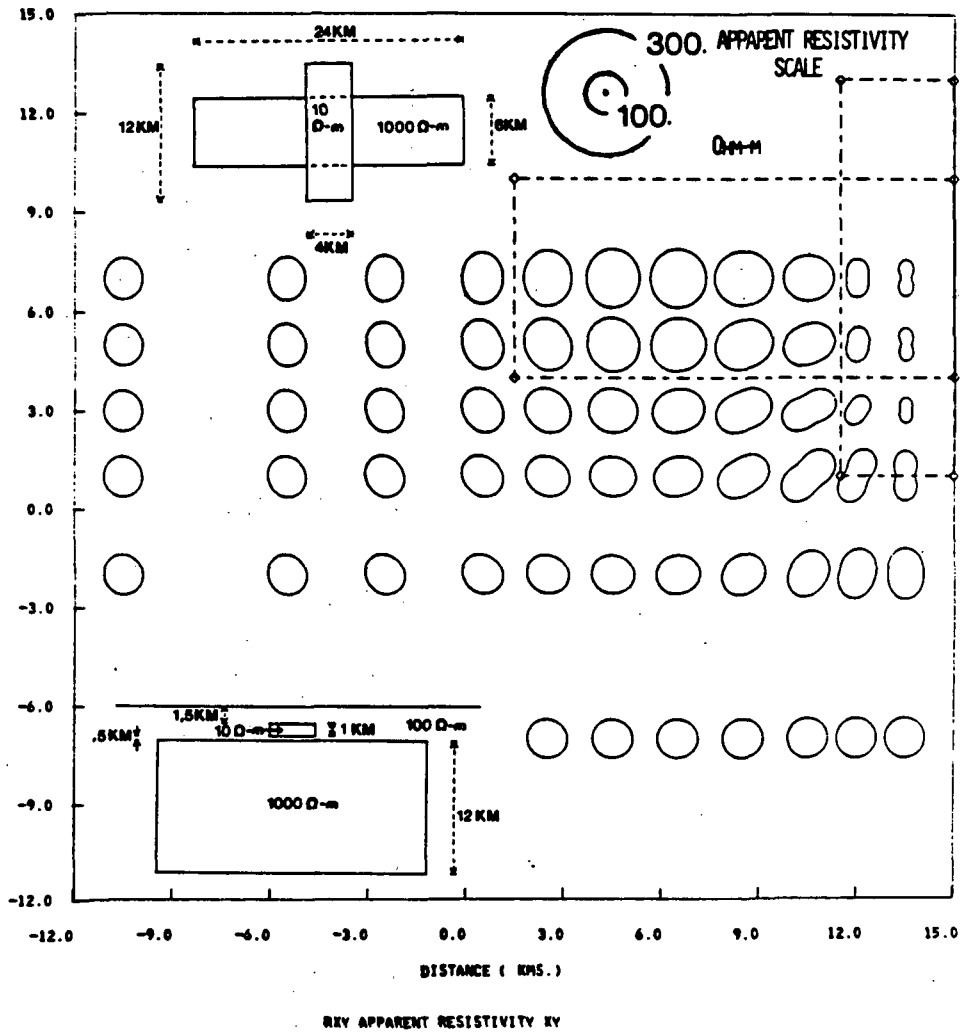 15.0
24KM
300. APPARENT RESISTIVITY
SCALE
12.0
12KM
10
Ω-m
1000 Ω-m
6KM
100.
OHM-M
9.0
4KM
6.0
3.0
0.0
-3.0
-6.0
1,5KM
10 Ω-m
1 KM
100 Ω-m
,5KM
-9.0
1000 Ω-m
12 KM
-12.0
-12.0 -9.0 -6.0 -3.0 0.0 3.0 6.0 9.0 12.0 15.0
DISTANCE ( KMS.)
RXY APPARENT RESISTIVITY XY